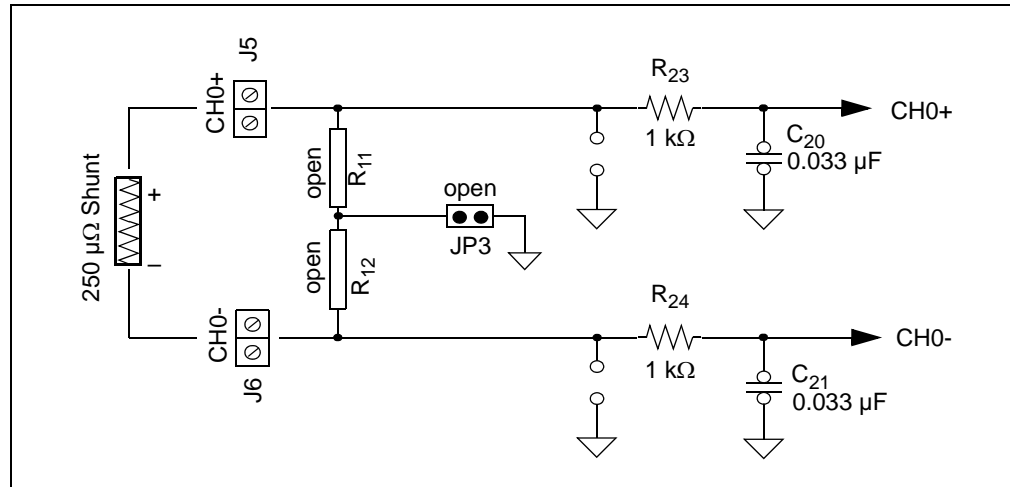 J5
CH0+
R23
1 kΩ
CH0+
C20
0.033 µF
open
R11
open
JP3
250 µΩ Shunt
+
–
open
R12
CH0-
J6
R24
1 kΩ
CH0-
C21
0.033 µF